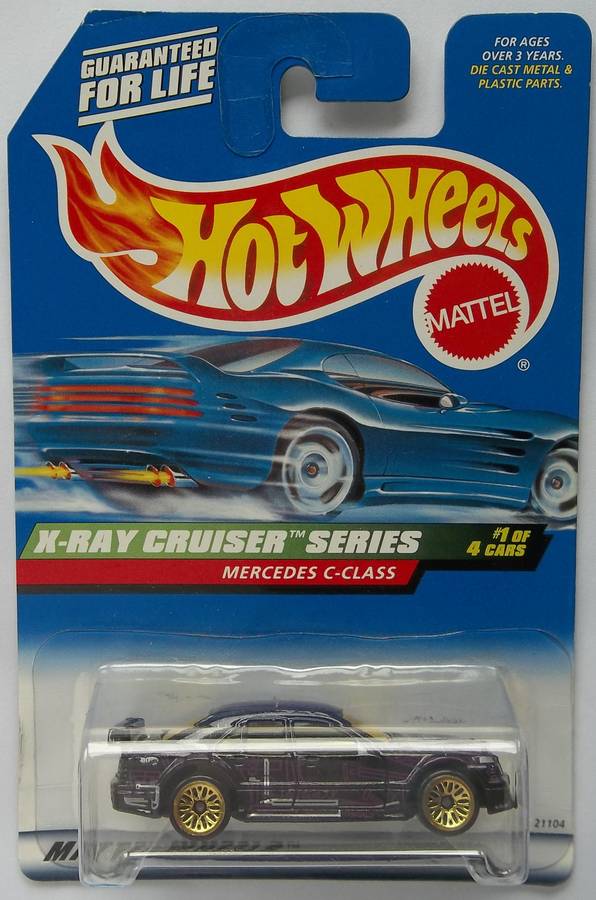 GUARANTEED
FOR LIFE
FOR AGES
OVER 3 YEARS.
DIE CAST METAL &
PLASTIC PARTS.
HOT WHEELS
MATTEL
®
X-RAY CRUISER™ SERIES
#1 OF
4 CARS
MERCEDES C-CLASS
21104